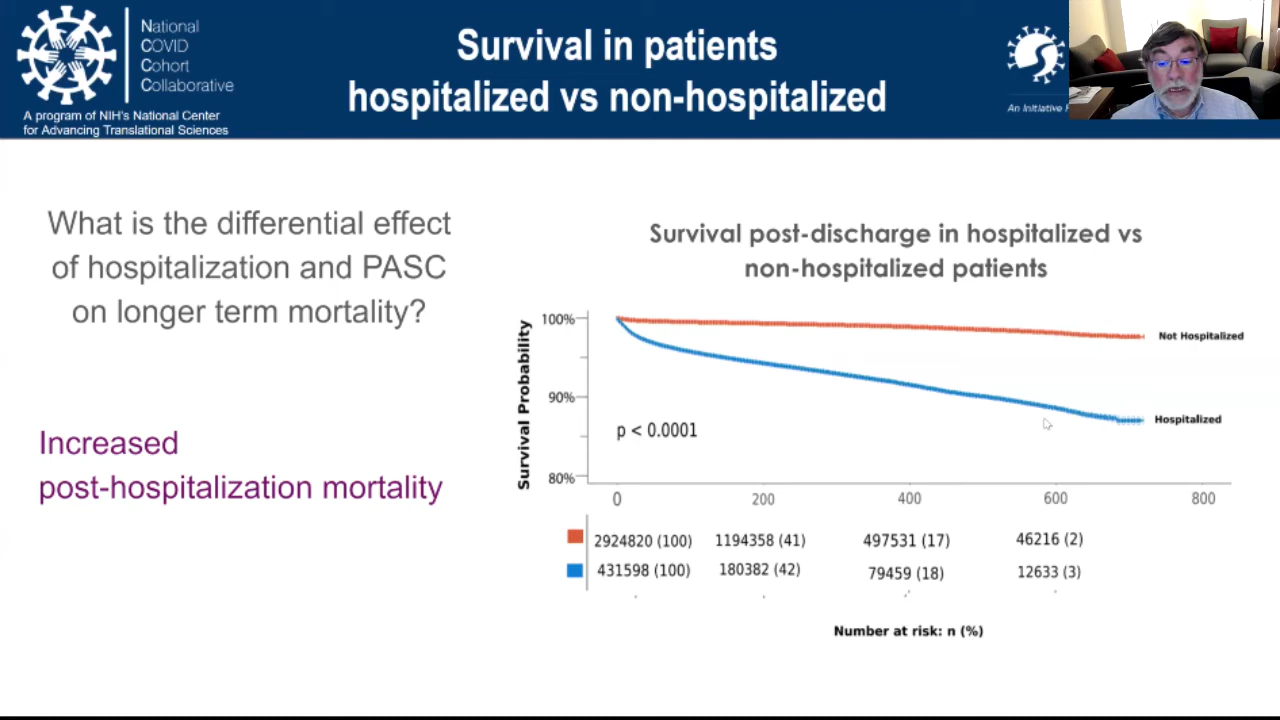 National
COVID
Cohort
Collaborative
A program of NIH's National Center
for Advancing Translational Sciences
Survival in patients
hospitalized vs non-hospitalized
An Initiative
What is the differential effect
of hospitalization and PASC
on longer term mortality?
Increased
post-hospitalization mortality
Survival post-discharge in hospitalized vs
non-hospitalized patients
Survival Probability
100%
90%
80%
Not Hospitalized
Hospitalized
p < 0.0001
0 200 400 600 800
2924820 (100) 1194358 (41) 497531 (17) 46216 (2)
431598 (100) 180382 (42) 79459 (18) 12633 (3)
Number at risk: n (%)